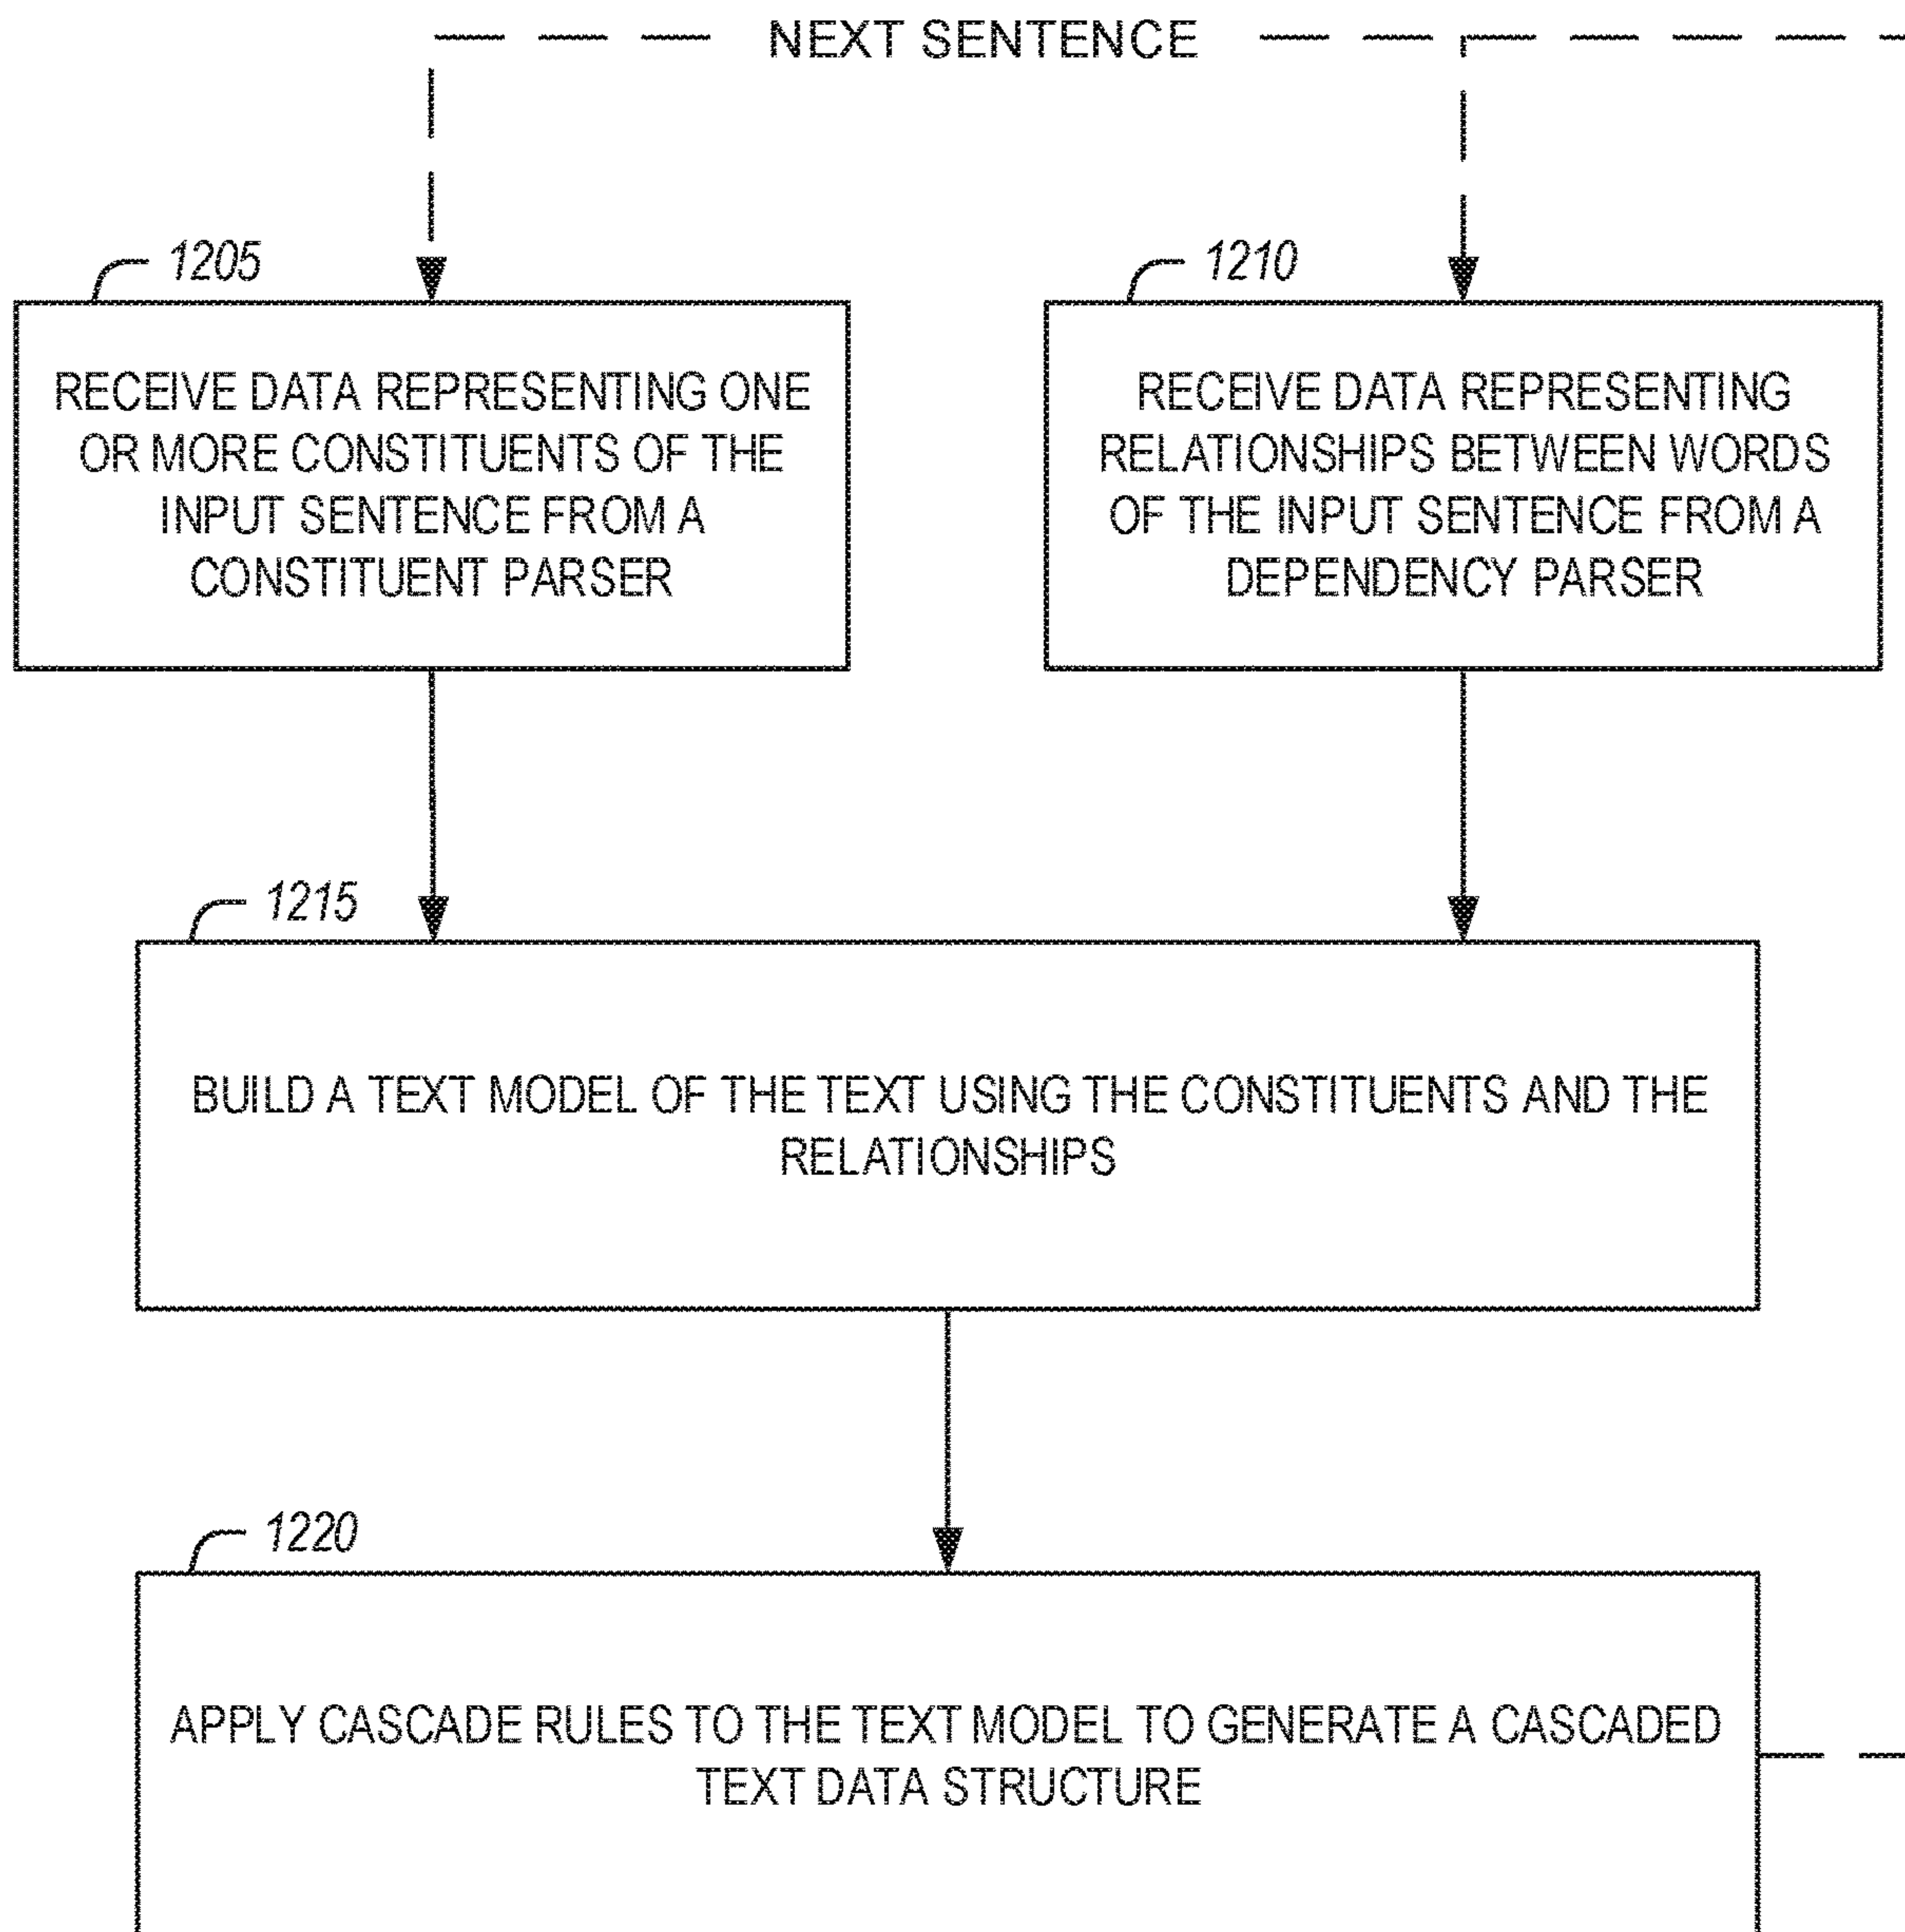 NEXT SENTENCE
1205
RECEIVE DATA REPRESENTING ONE
OR MORE CONSTITUENTS OF THE
INPUT SENTENCE FROM A
CONSTITUENT PARSER
1210
RECEIVE DATA REPRESENTING
RELATIONSHIPS BETWEEN WORDS
OF THE INPUT SENTENCE FROM A
DEPENDENCY PARSER
1215
BUILD A TEXT MODEL OF THE TEXT USING THE CONSTITUENTS AND THE
RELATIONSHIPS
1220
APPLY CASCADE RULES TO THE TEXT MODEL TO GENERATE A CASCADED
TEXT DATA STRUCTURE